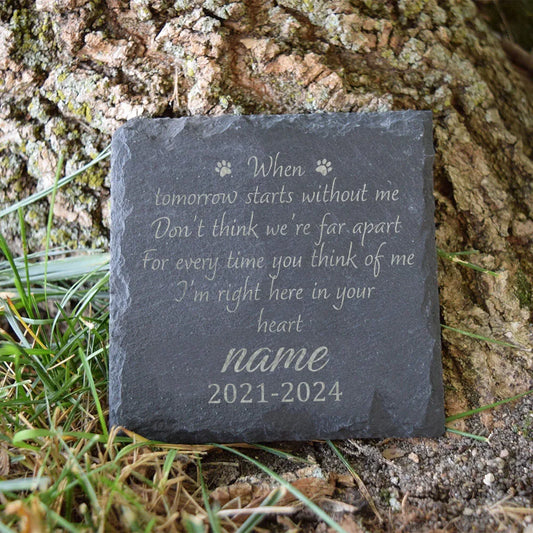 When
tomorrow starts without me
Don't think we're far apart
For every time you think of me
I'm right here in your
heart
name
2021-2024